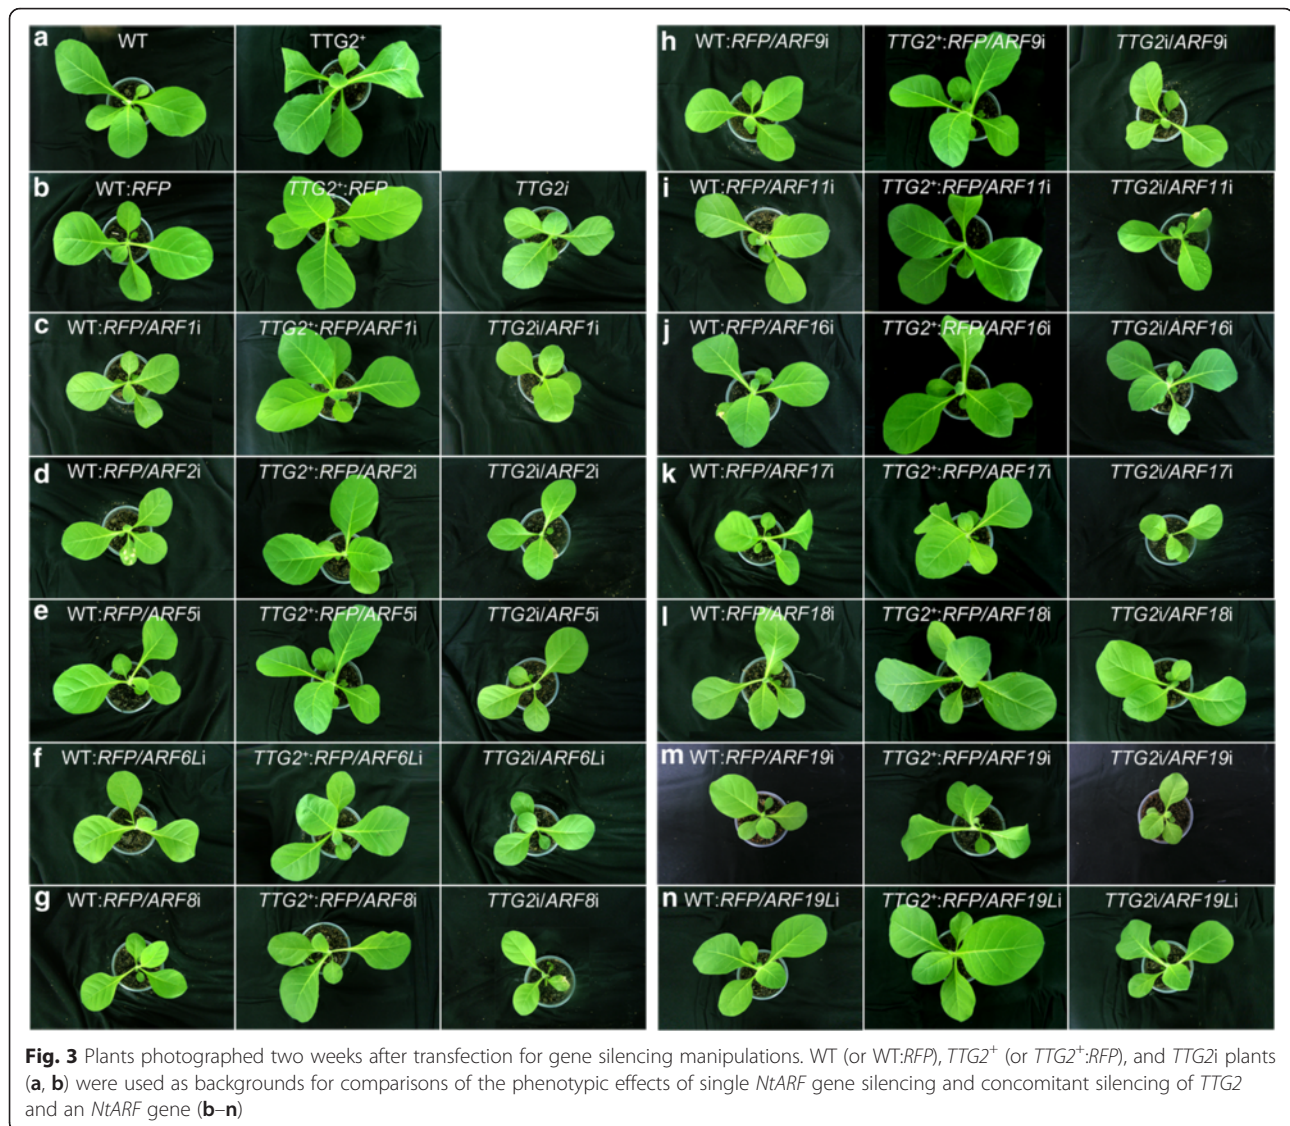 a WT TTG2⁺
b WT:RFP TTG2⁺:RFP TTG2i
c WT:RFP/ARF1i TTG2⁺:RFP/ARF1i TTG2i/ARF1i
d WT:RFP/ARF2i TTG2⁺:RFP/ARF2i TTG2i/ARF2i
e WT:RFP/ARF5i TTG2⁺:RFP/ARF5i TTG2i/ARF5i
f WT:RFP/ARF6Li TTG2⁺:RFP/ARF6Li TTG2i/ARF6Li
g WT:RFP/ARF8i TTG2⁺:RFP/ARF8i TTG2i/ARF8i
h WT:RFP/ARF9i TTG2⁺:RFP/ARF9i TTG2i/ARF9i
i WT:RFP/ARF11i TTG2⁺:RFP/ARF11i TTG2i/ARF11i
j WT:RFP/ARF16i TTG2⁺:RFP/ARF16i TTG2i/ARF16i
k WT:RFP/ARF17i TTG2⁺:RFP/ARF17i TTG2i/ARF17i
l WT:RFP/ARF18i TTG2⁺:RFP/ARF18i TTG2i/ARF18i
m WT:RFP/ARF19i TTG2⁺:RFP/ARF19i TTG2i/ARF19i
n WT:RFP/ARF19Li TTG2⁺:RFP/ARF19Li TTG2i/ARF19Li
Fig. 3 Plants photographed two weeks after transfection for gene silencing manipulations. WT (or WT:RFP), TTG2⁺ (or TTG2⁺:RFP), and TTG2i plants
(a, b) were used as backgrounds for comparisons of the phenotypic effects of single NtARF gene silencing and concomitant silencing of TTG2
and an NtARF gene (b–n)